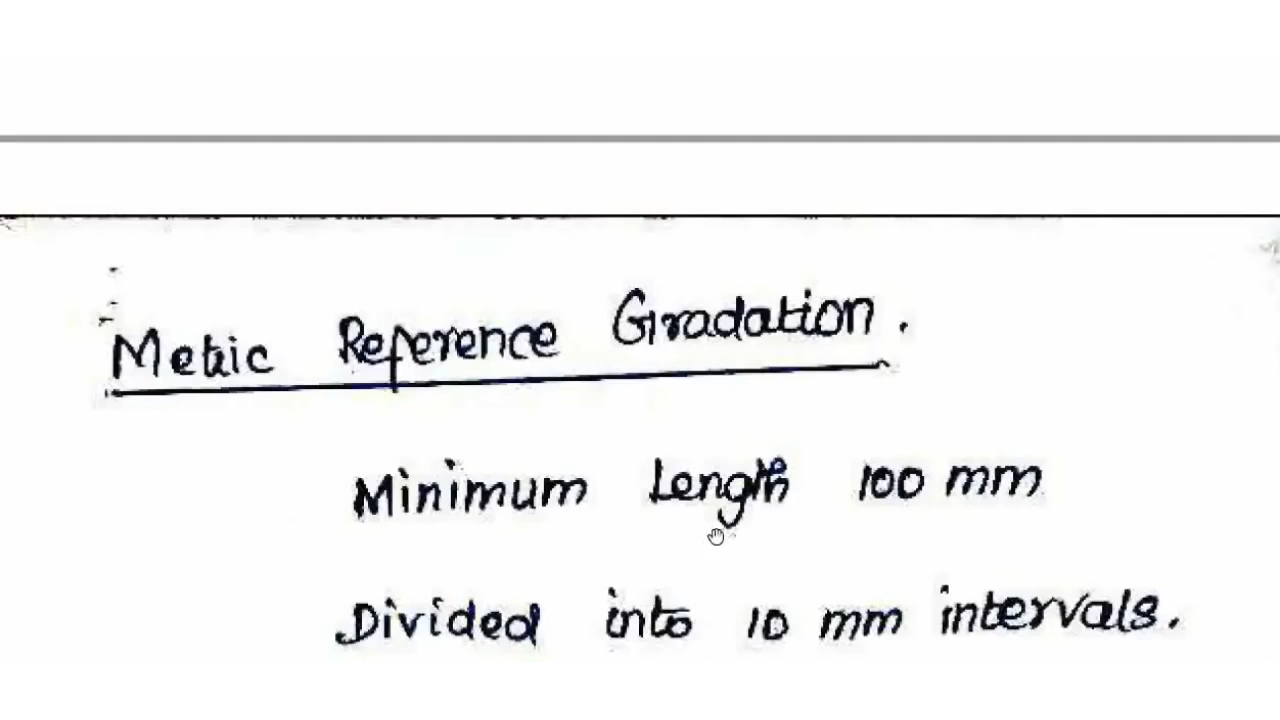 Metric Reference Gradation.
Minimum Length 100 mm
Divided into 10 mm intervals.